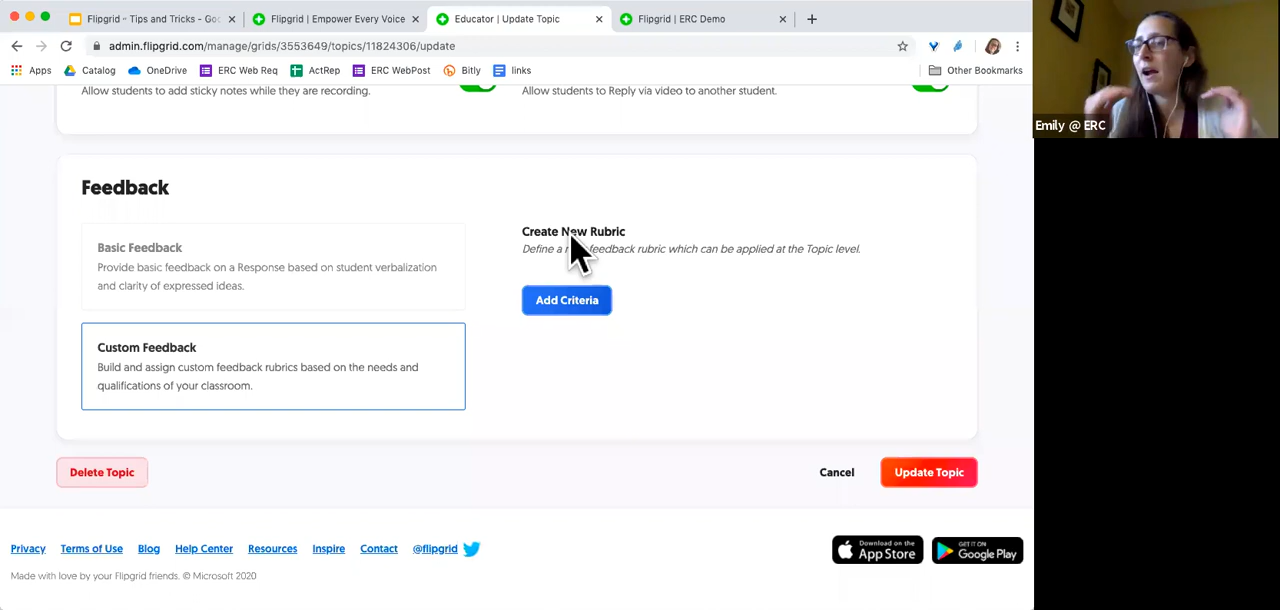 Flipgrid - Tips and Tricks - Goo
Flipgrid | Empower Every Voice
Educator | Update Topic
Flipgrid | ERC Demo
admin.flipgrid.com/manage/grids/3553649/topics/11824306/update
Apps
Catalog
OneDrive
ERC Web Req
ActRep
ERC WebPost
Bitly
links
Other Bookmarks
Allow students to add sticky notes while they are recording.
Allow students to Reply via video to another student.
Emily @ ERC
Feedback
Basic Feedback
Provide basic feedback on a Response based on student verbalization
and clarity of expressed ideas.
Custom Feedback
Build and assign custom feedback rubrics based on the needs and
qualifications of your classroom.
Create New Rubric
Define a feedback rubric which can be applied at the Topic level.
Add Criteria
Delete Topic
Cancel
Update Topic
Privacy
Terms of Use
Blog
Help Center
Resources
Inspire
Contact
@flipgrid
Download on the
App Store
GET IT ON
Google Play
Made with love by your Flipgrid friends. © Microsoft 2020